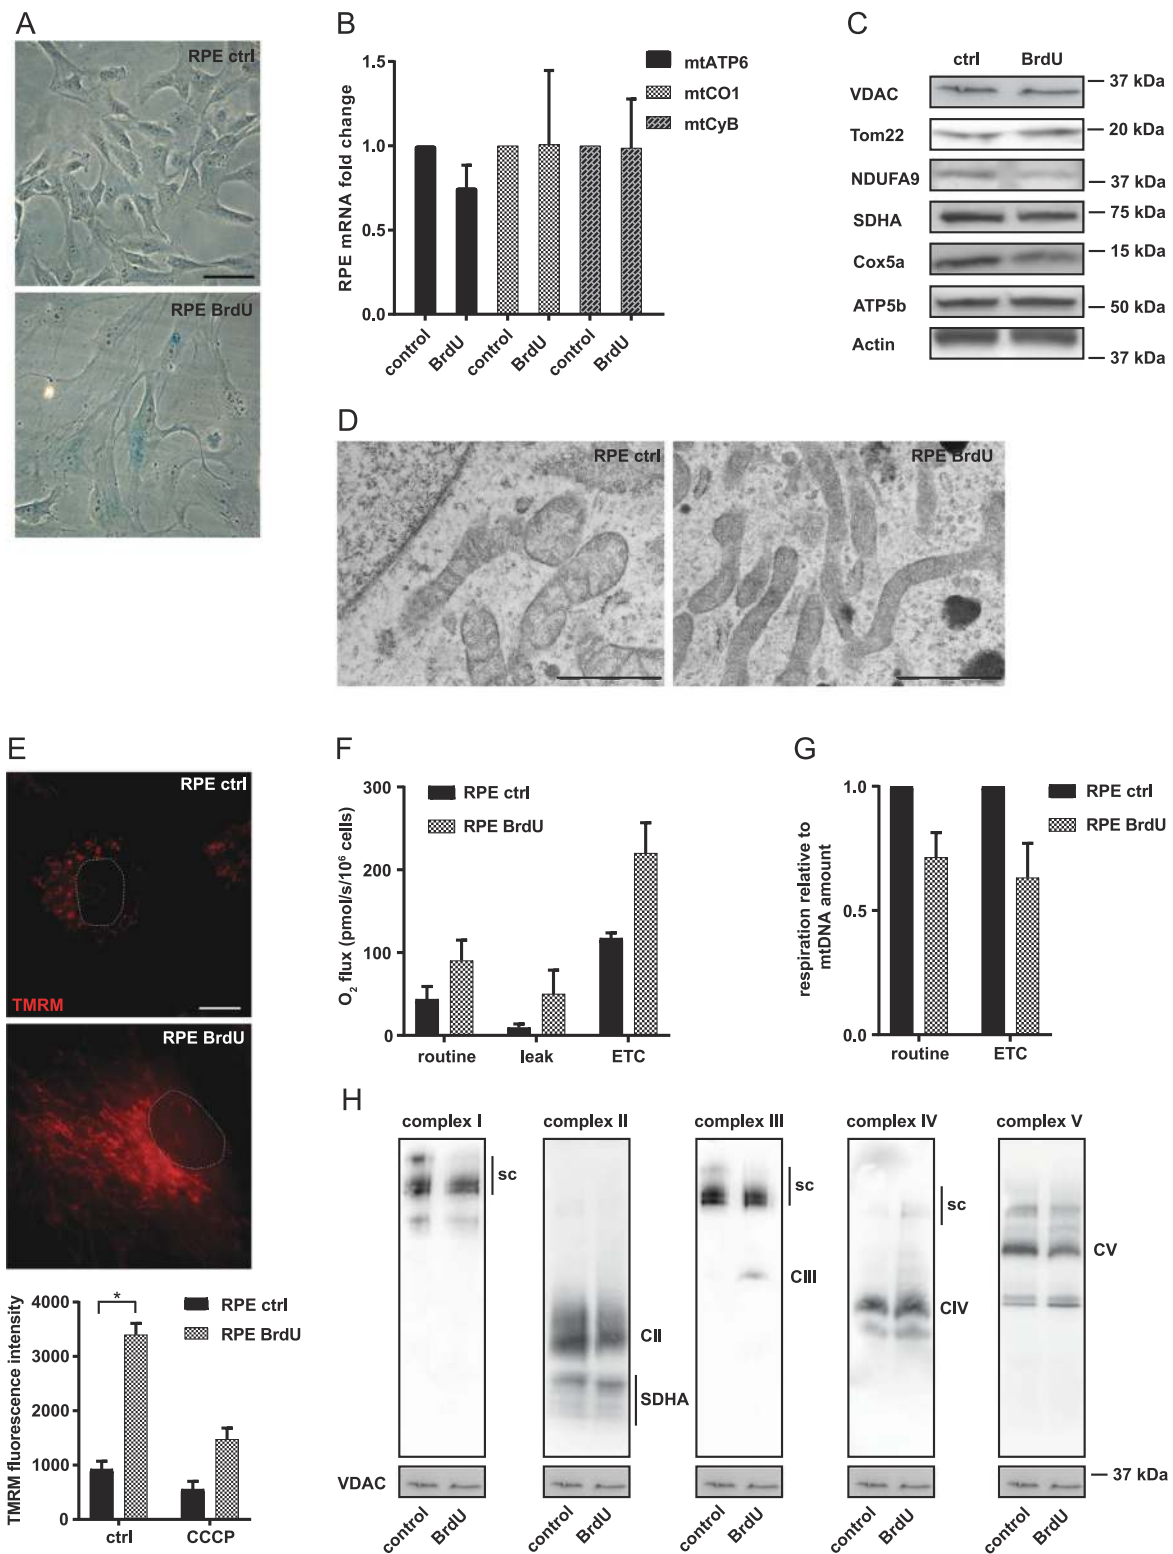 A
RPE ctrl
RPE BrdU
B
RPE mRNA fold change
1.5
1.0
0.5
0.0
control
BrdU
control
BrdU
control
BrdU
mtATP6
mtCO1
mtCyB
C
ctrl BrdU
VDAC — 37 kDa
Tom22 — 20 kDa
NDUFA9 — 37 kDa
SDHA — 75 kDa
Cox5a — 15 kDa
ATP5b — 50 kDa
Actin — 37 kDa
D
RPE ctrl
RPE BrdU
E
RPE ctrl
TMRM
RPE BrdU
TMRM fluorescence intensity
4000
3000
2000
1000
0
*
RPE ctrl
RPE BrdU
ctrl CCCP
F
O2 flux (pmol/s/10⁶ cells)
300
200
100
0
RPE ctrl
RPE BrdU
routine leak ETC
G
respiration relative to
mtDNA amount
1.0
0.5
0.0
RPE ctrl
RPE BrdU
routine ETC
H
complex I complex II complex III complex IV complex V
sc
CII
SDHA
sc
CIII
sc
CIV
CV
VDAC — 37 kDa
control
BrdU
control
BrdU
control
BrdU
control
BrdU
control
BrdU